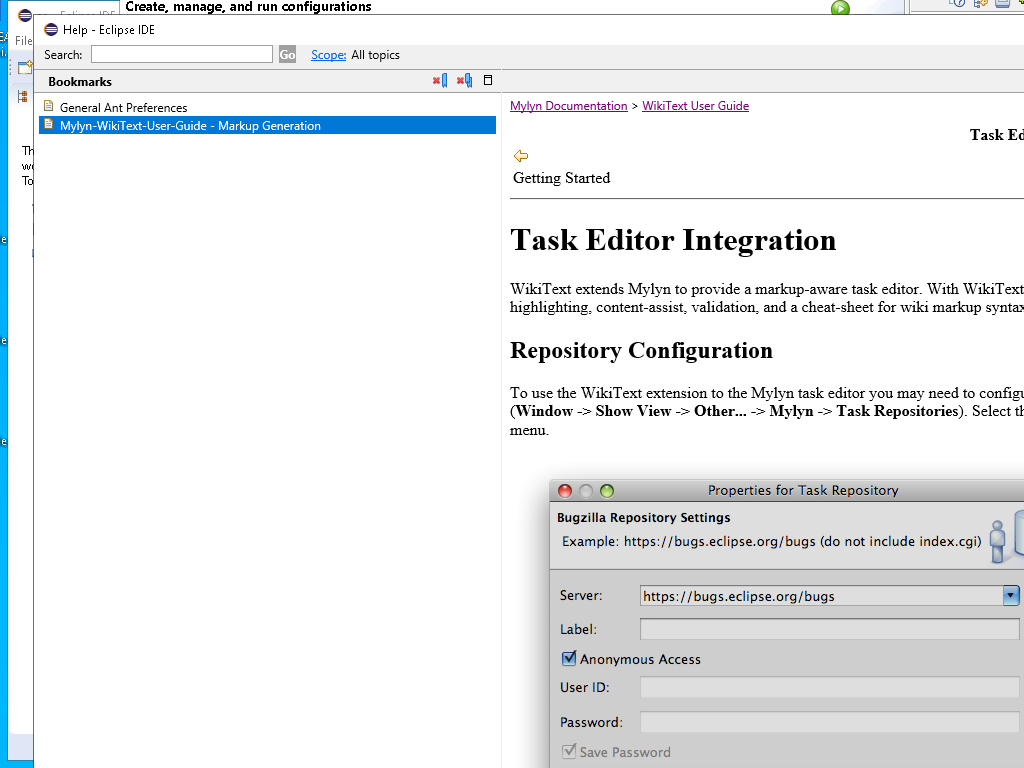 Create, manage, and run configurations
Help - Eclipse IDE
File
Search:
Go
Scope:
All topics
Bookmarks
General Ant Preferences
Mylyn-WikiText-User-Guide - Markup Generation
Mylyn Documentation > WikiText User Guide
Task Ed
Getting Started
Task Editor Integration
WikiText extends Mylyn to provide a markup-aware task editor. With WikiText
highlighting, content-assist, validation, and a cheat-sheet for wiki markup syntax
Repository Configuration
To use the WikiText extension to the Mylyn task editor you may need to configu
(Window -> Show View -> Other... -> Mylyn -> Task Repositories). Select th
menu.
Properties for Task Repository
Bugzilla Repository Settings
Example: https://bugs.eclipse.org/bugs (do not include index.cgi)
Server:
https://bugs.eclipse.org/bugs
Label:
Anonymous Access
User ID:
Password:
Save Password